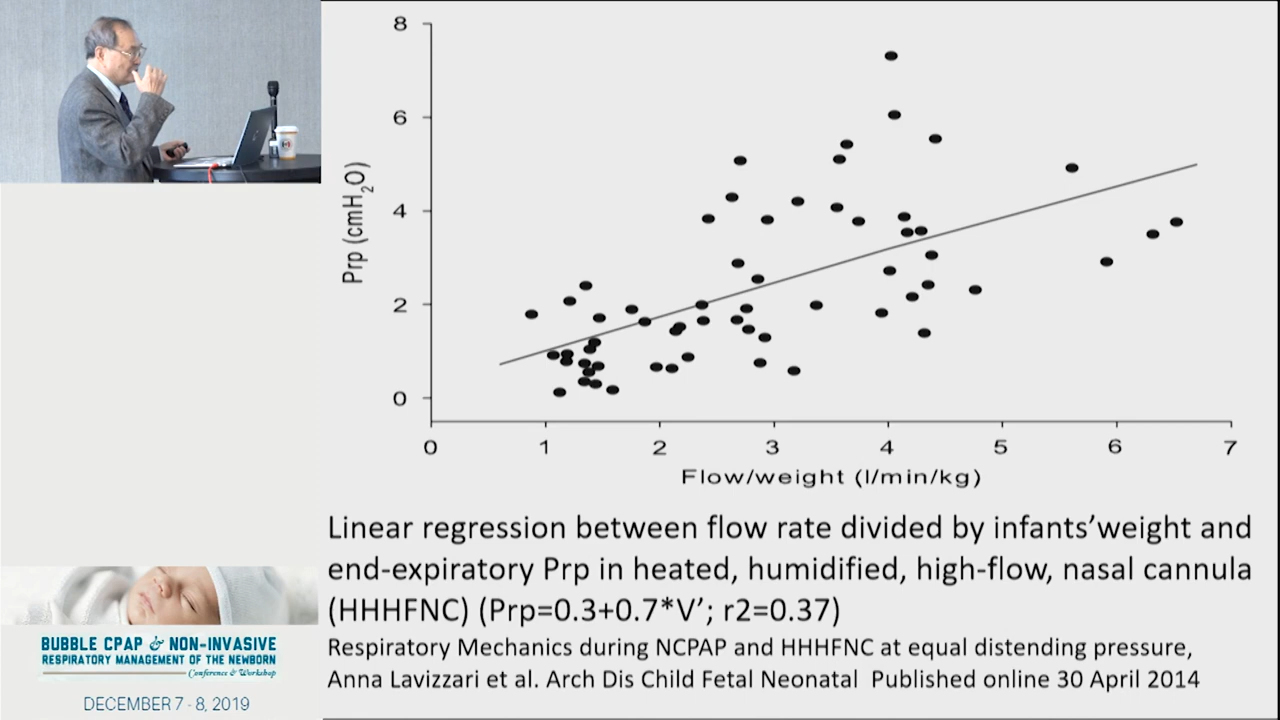 8
6
4
2
0
Prp (cmH2O)
0 1 2 3 4 5 6 7
Flow/weight (l/min/kg)
Linear regression between flow rate divided by infants’weight and
end-expiratory Prp in heated, humidified, high-flow, nasal cannula
(HHHFNC) (Prp=0.3+0.7*V’; r2=0.37)
Respiratory Mechanics during NCPAP and HHHFNC at equal distending pressure,
Anna Lavizzari et al. Arch Dis Child Fetal Neonatal Published online 30 April 2014
BUBBLE CPAP & NON-INVASIVE
RESPIRATORY MANAGEMENT OF THE NEWBORN
Conference & Workshop
DECEMBER 7 - 8, 2019